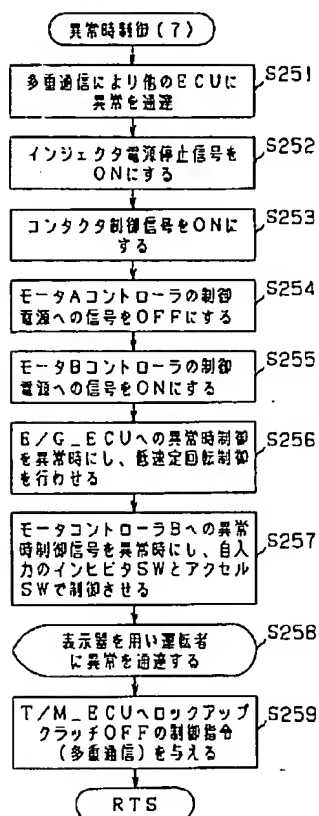 異常時制御(7)
多重通信により他のECUに
異常を通達
S251
インジェクタ電源停止信号を
ONにする
S252
コンタクタ制御信号をONに
する
S253
モータAコントローラの制御
電源への信号をOFFにする
S254
モータBコントローラの制御
電源への信号をONにする
S255
E/G_ECUへの異常時制御
を異常時にし、低速定回転制御
を行わせる
S256
モータコントローラBへの異常
時制御信号を異常時にし、自入
力のインヒビタSWとアクセル
SWで制御させる
S257
表示器を用い運転者
に異常を通達する
S258
T/M_ECUへロックアップ
クラッチOFFの制御指令
(多重通信)を与える
S259
RTS